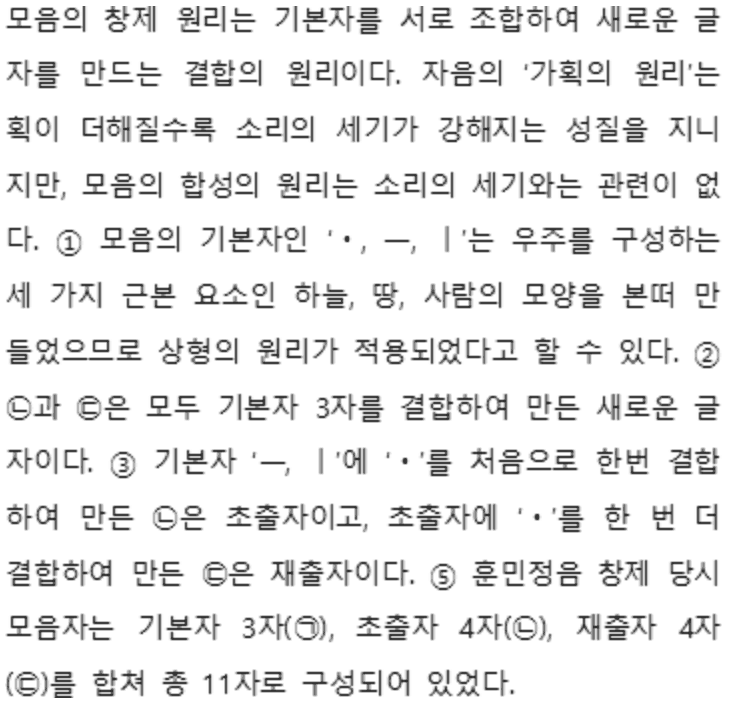 모음의 창제 원리는 기본자를 서로 조합하여 새로운 글
자를 만드는 결합의 원리이다. 자음의 ‘가획의 원리’는
획이 더해질수록 소리의 세기가 강해지는 성질을 지니
지만, 모음의 합성의 원리는 소리의 세기와는 관련이 없
다. ① 모음의 기본자인 ‘ㆍ, ㅡ, ㅣ’는 우주를 구성하는
세 가지 근본 요소인 하늘, 땅, 사람의 모양을 본떠 만
들었으므로 상형의 원리가 적용되었다고 할 수 있다. ②
㉡과 ㉢은 모두 기본자 3자를 결합하여 만든 새로운 글
자이다. ③ 기본자 ‘ㅡ, ㅣ’에 ‘ㆍ’를 처음으로 한번 결합
하여 만든 ㉡은 초출자이고, 초출자에 ‘ㆍ’를 한 번 더
결합하여 만든 ㉢은 재출자이다. ⑤ 훈민정음 창제 당시
모음자는 기본자 3자(㉠), 초출자 4자(㉡), 재출자 4자
(㉢)를 합쳐 총 11자로 구성되어 있었다.